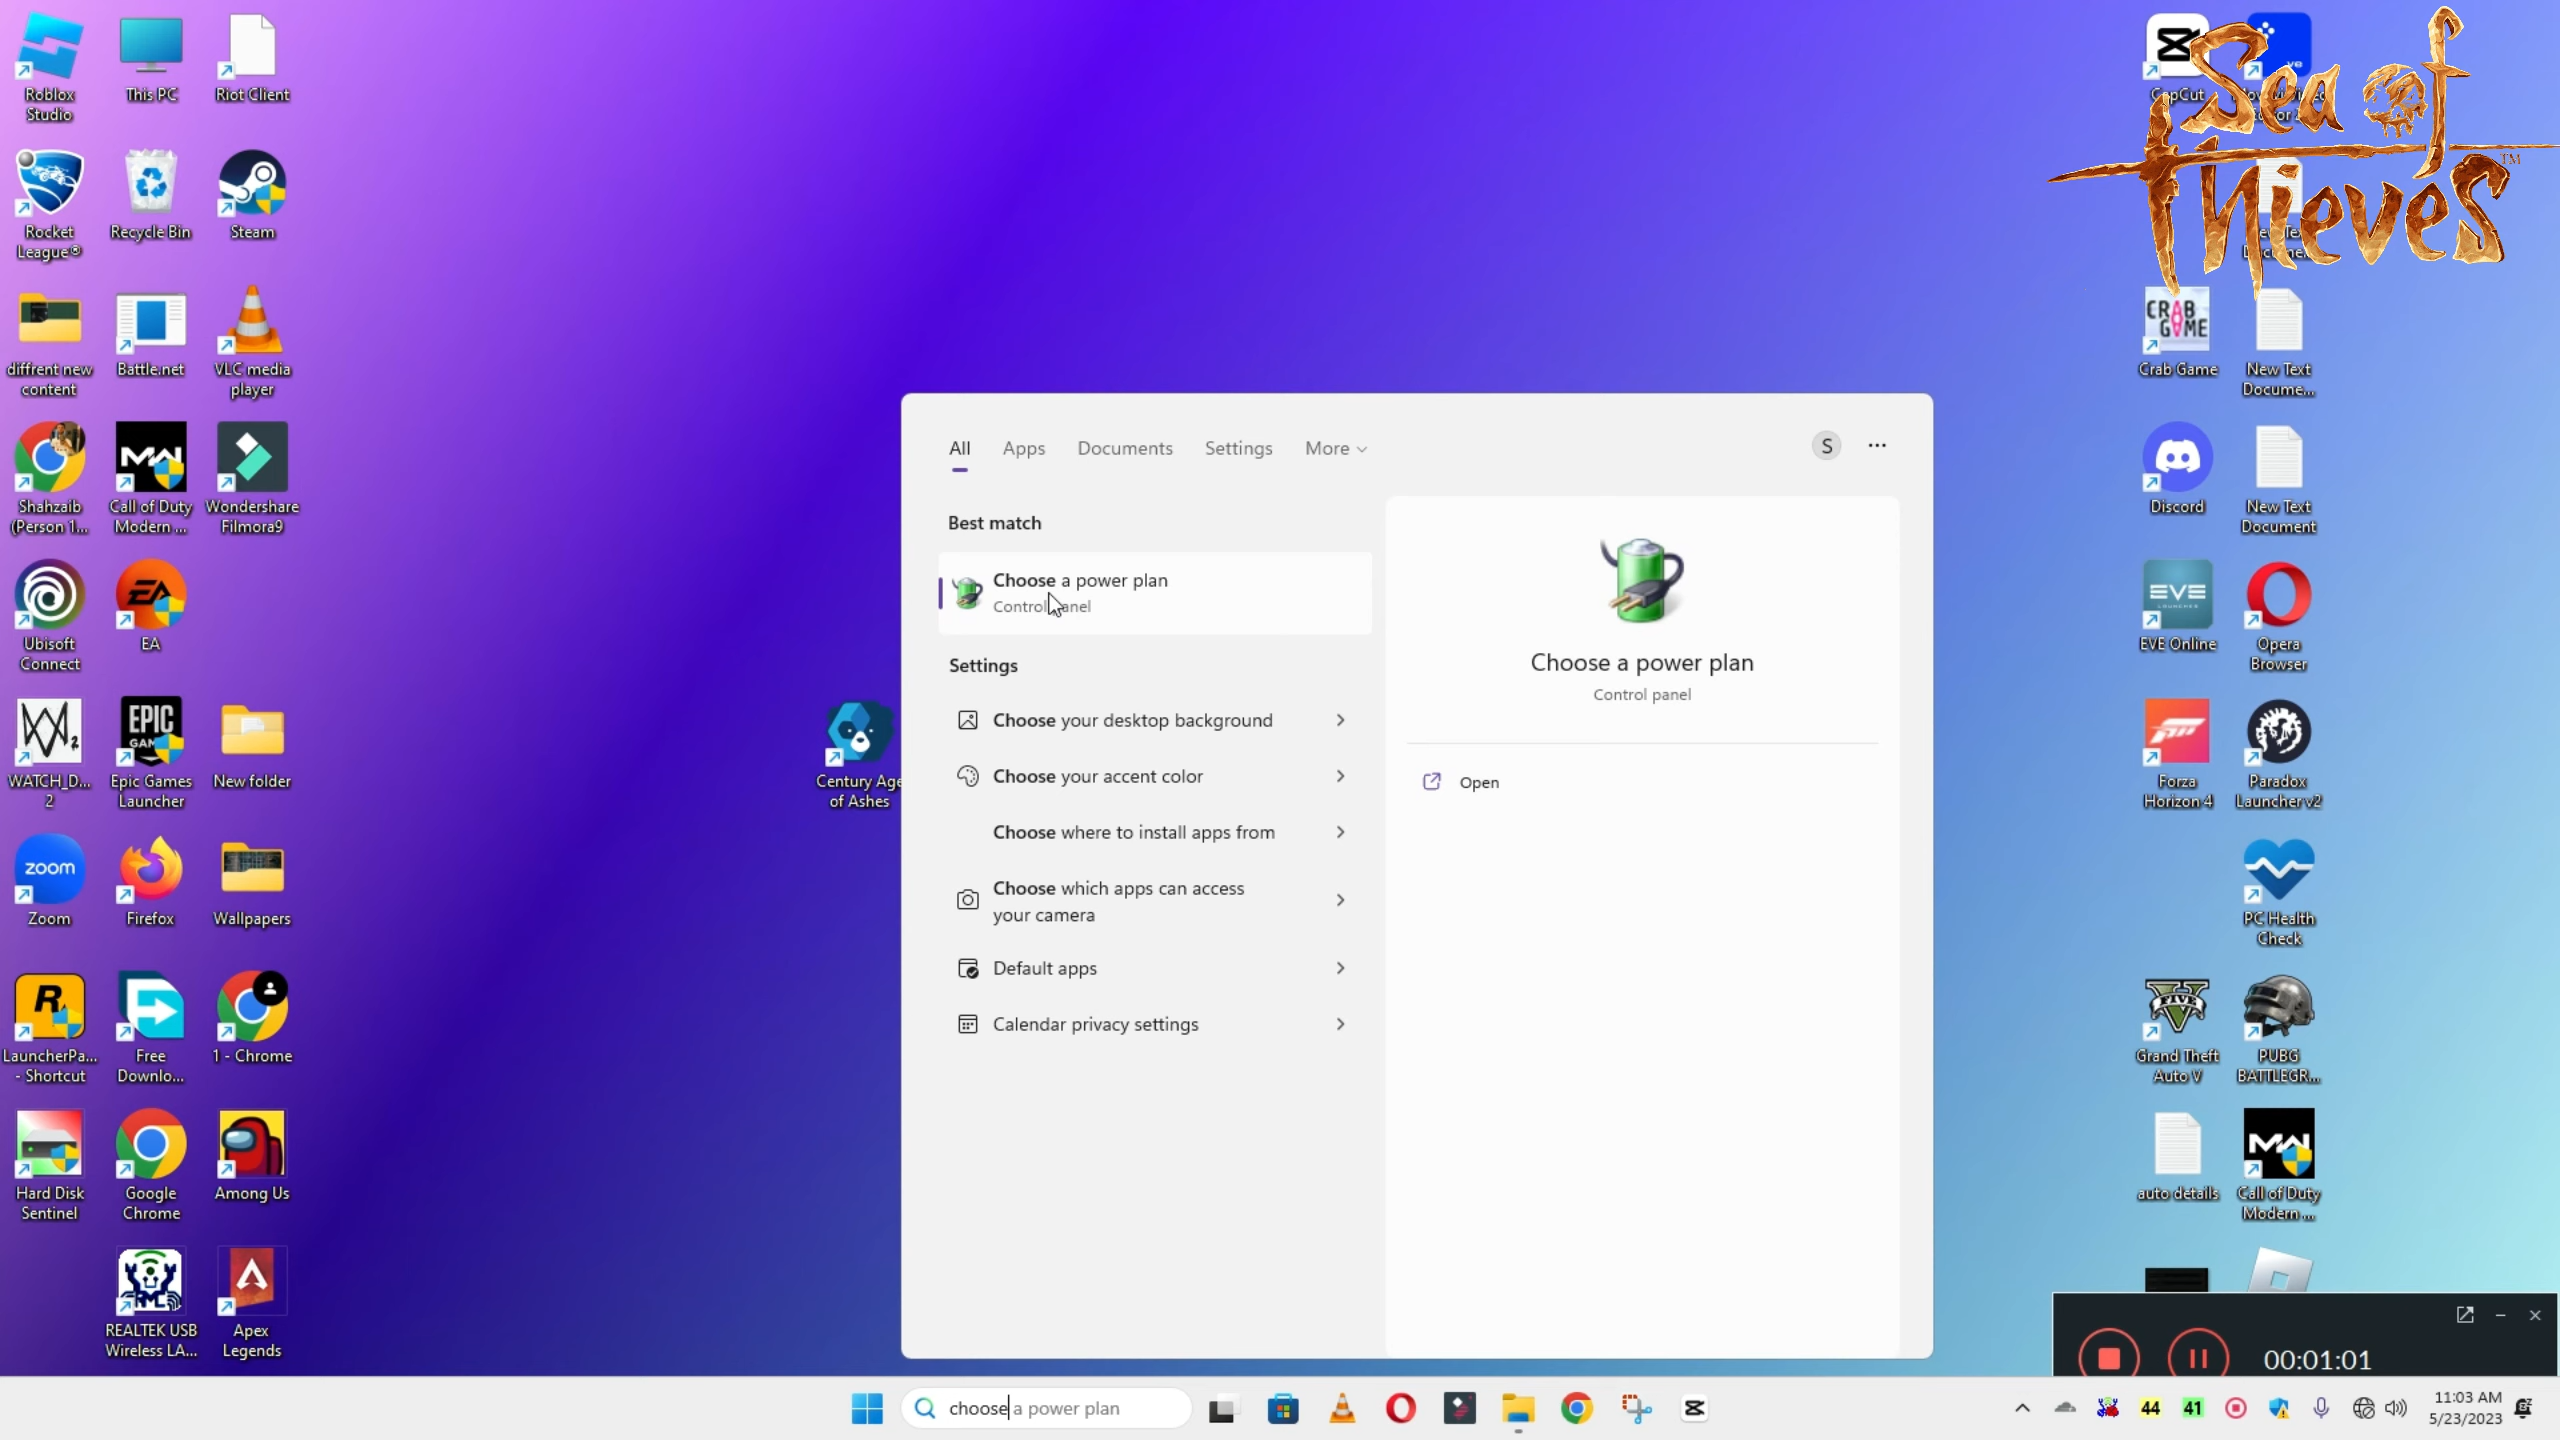 Roblox
Studio
This PC
Riot Client
Rocket
League®
Recycle Bin
Steam
diffrent new
content
Battle.net
VLC media
player
Shahzaib
(Person 1...
Call of Duty
Modern ...
Wondershare
Filmora9
Ubisoft
Connect
EA
WATCH_D...
2
EPIC
GAMES
Epic Games
Launcher
New folder
zoom
Zoom
Firefox
Wallpapers
LauncherPa...
- Shortcut
Free
Downlo...
1 - Chrome
Hard Disk
Sentinel
Google
Chrome
Among Us
REALTEK USB
Wireless LA...
Apex
Legends
Century Age
of Ashes
All
Apps
Documents
Settings
More
S
Best match
Choose a power plan
Control panel
Settings
Choose your desktop background
Choose your accent color
Choose where to install apps from
Choose which apps can access
your camera
Default apps
Calendar privacy settings
Choose a power plan
Control panel
Open
CapCut
Sea of
Thieves™
CRAB
GAME
Crab Game
New Text
Docume...
Discord
New Text
Document
EVE
EVE Online
Opera
Browser
Forza
Horizon 4
Paradox
Launcher v2
PC Health
Check
FIVE
Grand Theft
Auto V
PUBG
BATTLEGR...
auto details
Call of Duty
Modern ...
00:01:01
choose a power plan
44
41
11:03 AM
5/23/2023